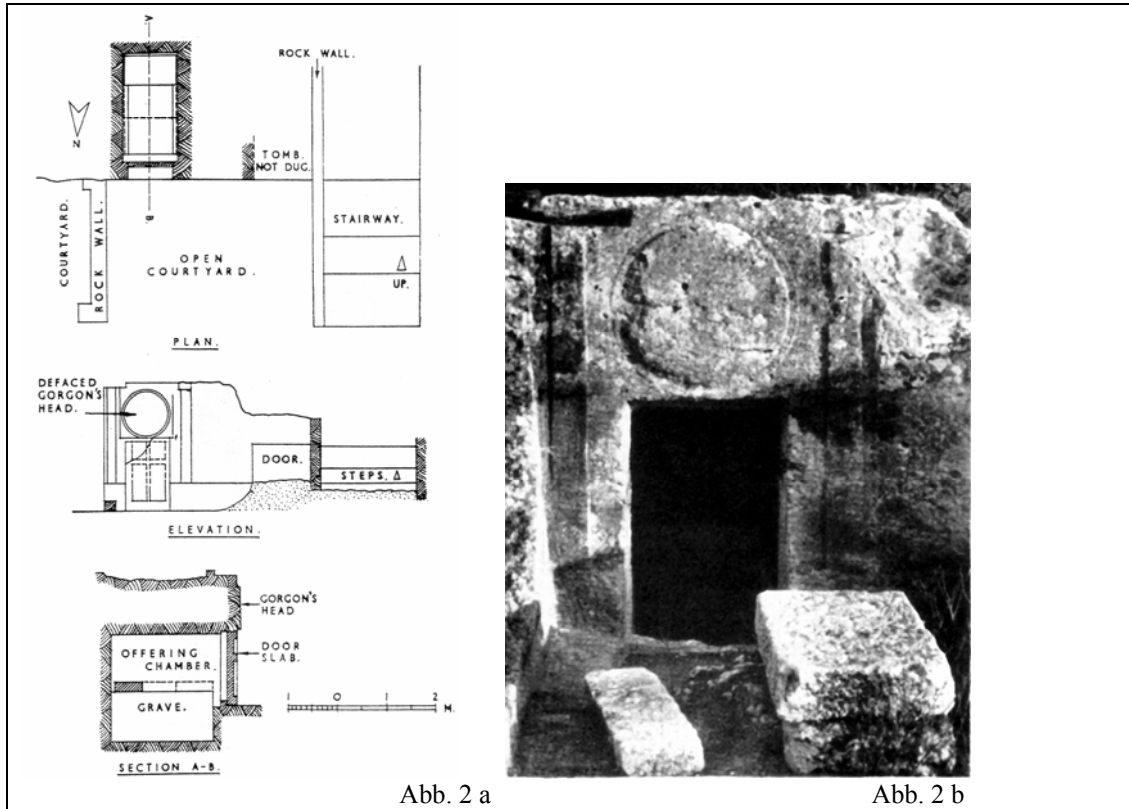 A
ROCK WALL.
N
TOMB.
NOT DUG.
COURTYARD.
ROCK WALL.
B
OPEN
COURTYARD.
STAIRWAY.
UP.
PLAN.
DEFACED
GORGON'S
HEAD.
DOOR.
STEPS.
ELEVATION.
GORGON'S
HEAD
OFFERING
CHAMBER.
DOOR
SLAB.
GRAVE.
1 0 1 2
M.
SECTION A-B.
Abb. 2 a
Abb. 2 b